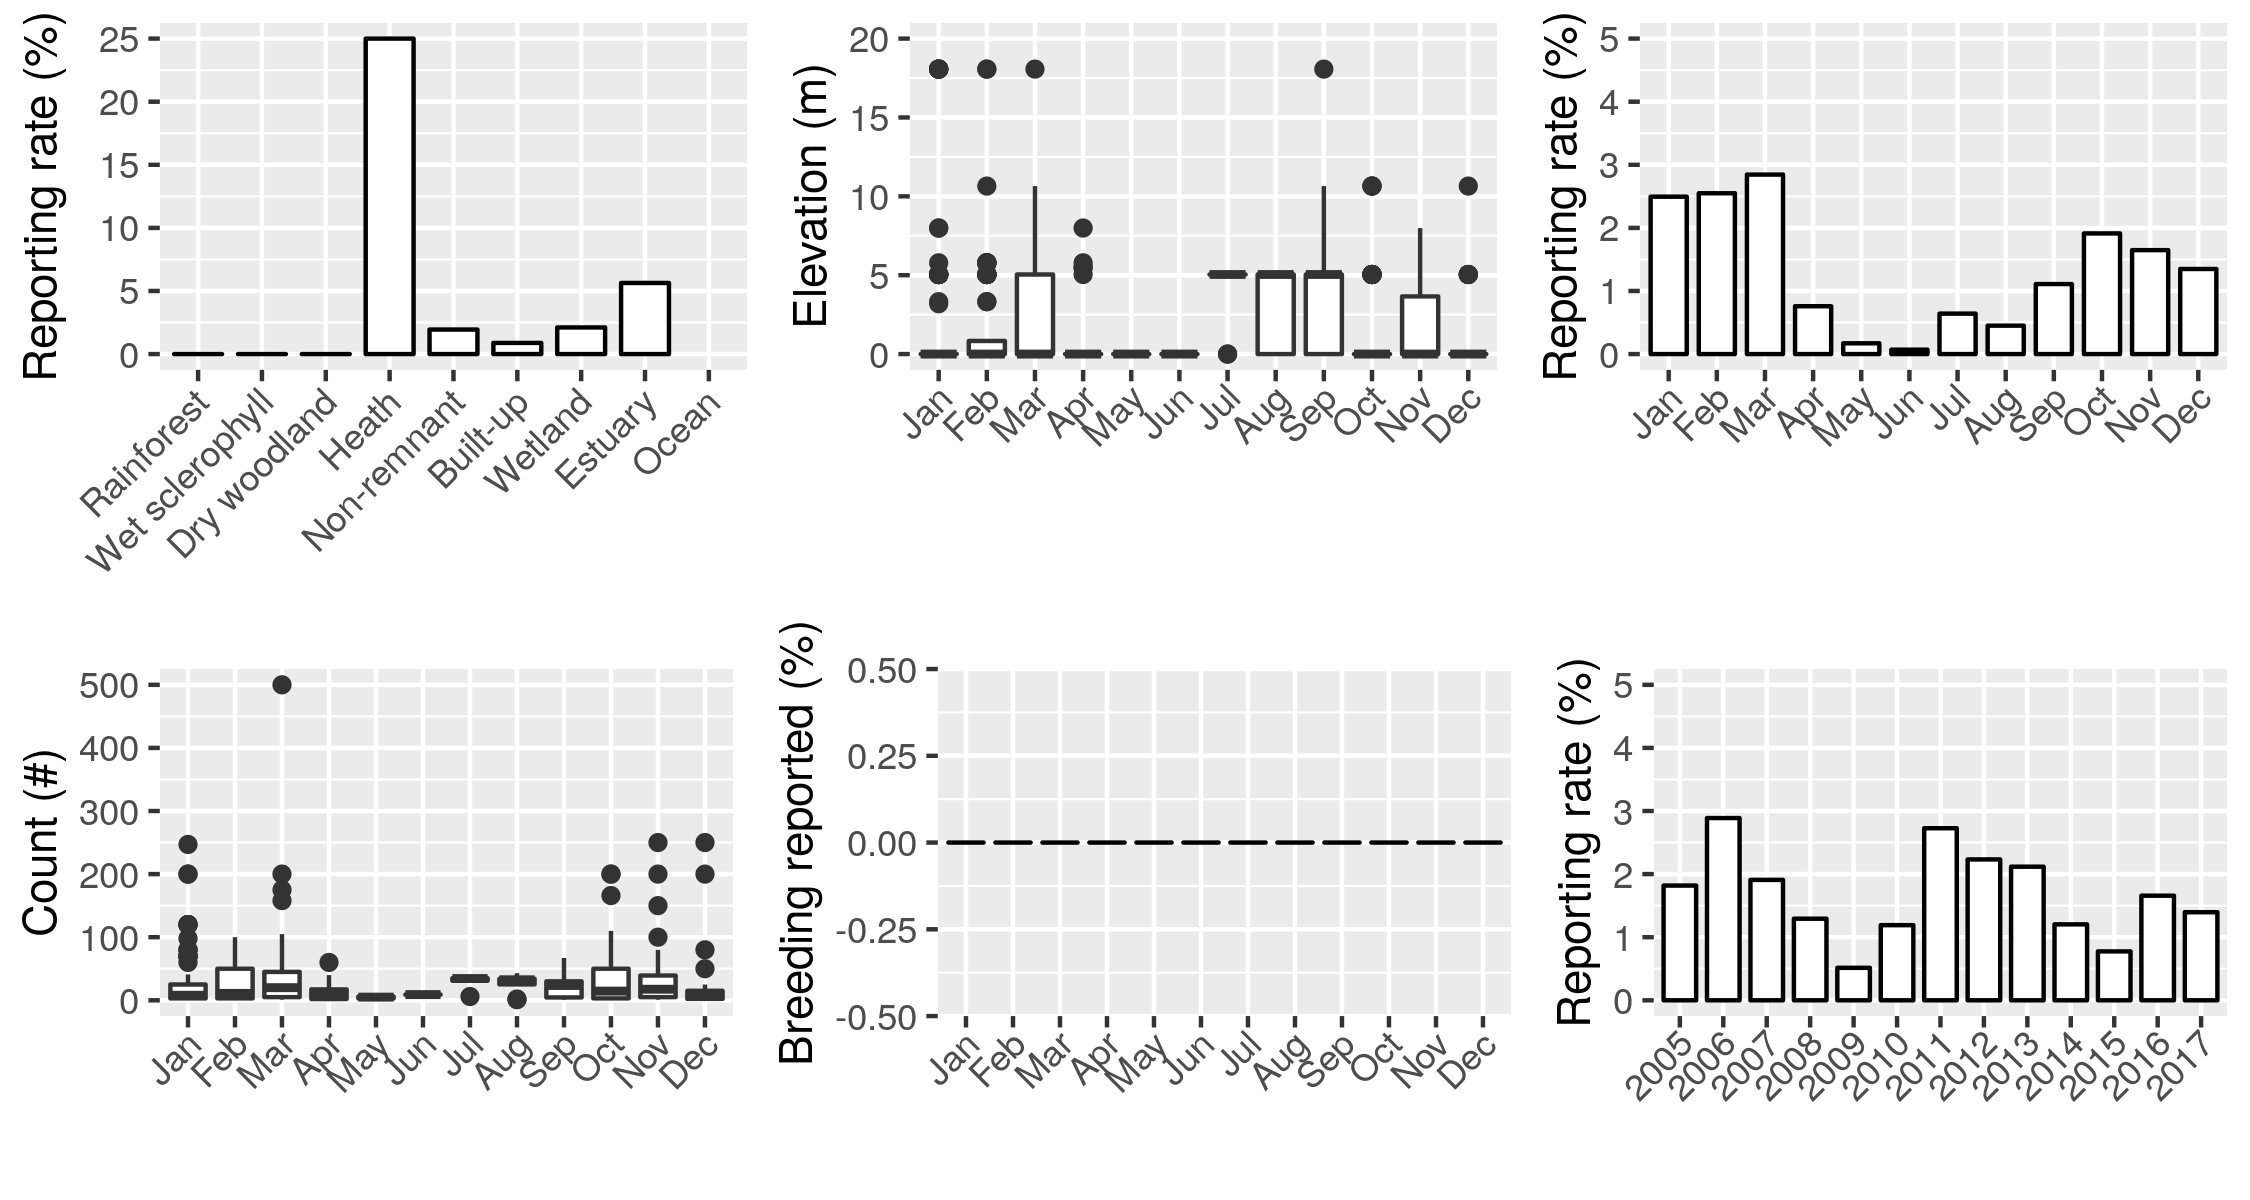 Reporting rate (%)
25
20
15
10
5
0
Rainforest
Wet sclerophyll
Dry woodland
Heath
Non-remnant
Built-up
Wetland
Estuary
Ocean
Elevation (m)
20
15
10
5
0
Jan
Feb
Mar
Apr
May
Jun
Jul
Aug
Sep
Oct
Nov
Dec
Reporting rate (%)
5
4
3
2
1
0
Jan
Feb
Mar
Apr
May
Jun
Jul
Aug
Sep
Oct
Nov
Dec
Count (#)
500
400
300
200
100
0
Jan
Feb
Mar
Apr
May
Jun
Jul
Aug
Sep
Oct
Nov
Dec
Breeding reported (%)
0.50
0.25
0.00
-0.25
-0.50
Jan
Feb
Mar
Apr
May
Jun
Jul
Aug
Sep
Oct
Nov
Dec
Reporting rate (%)
5
4
3
2
1
0
2005
2006
2007
2008
2009
2010
2011
2012
2013
2014
2015
2016
2017